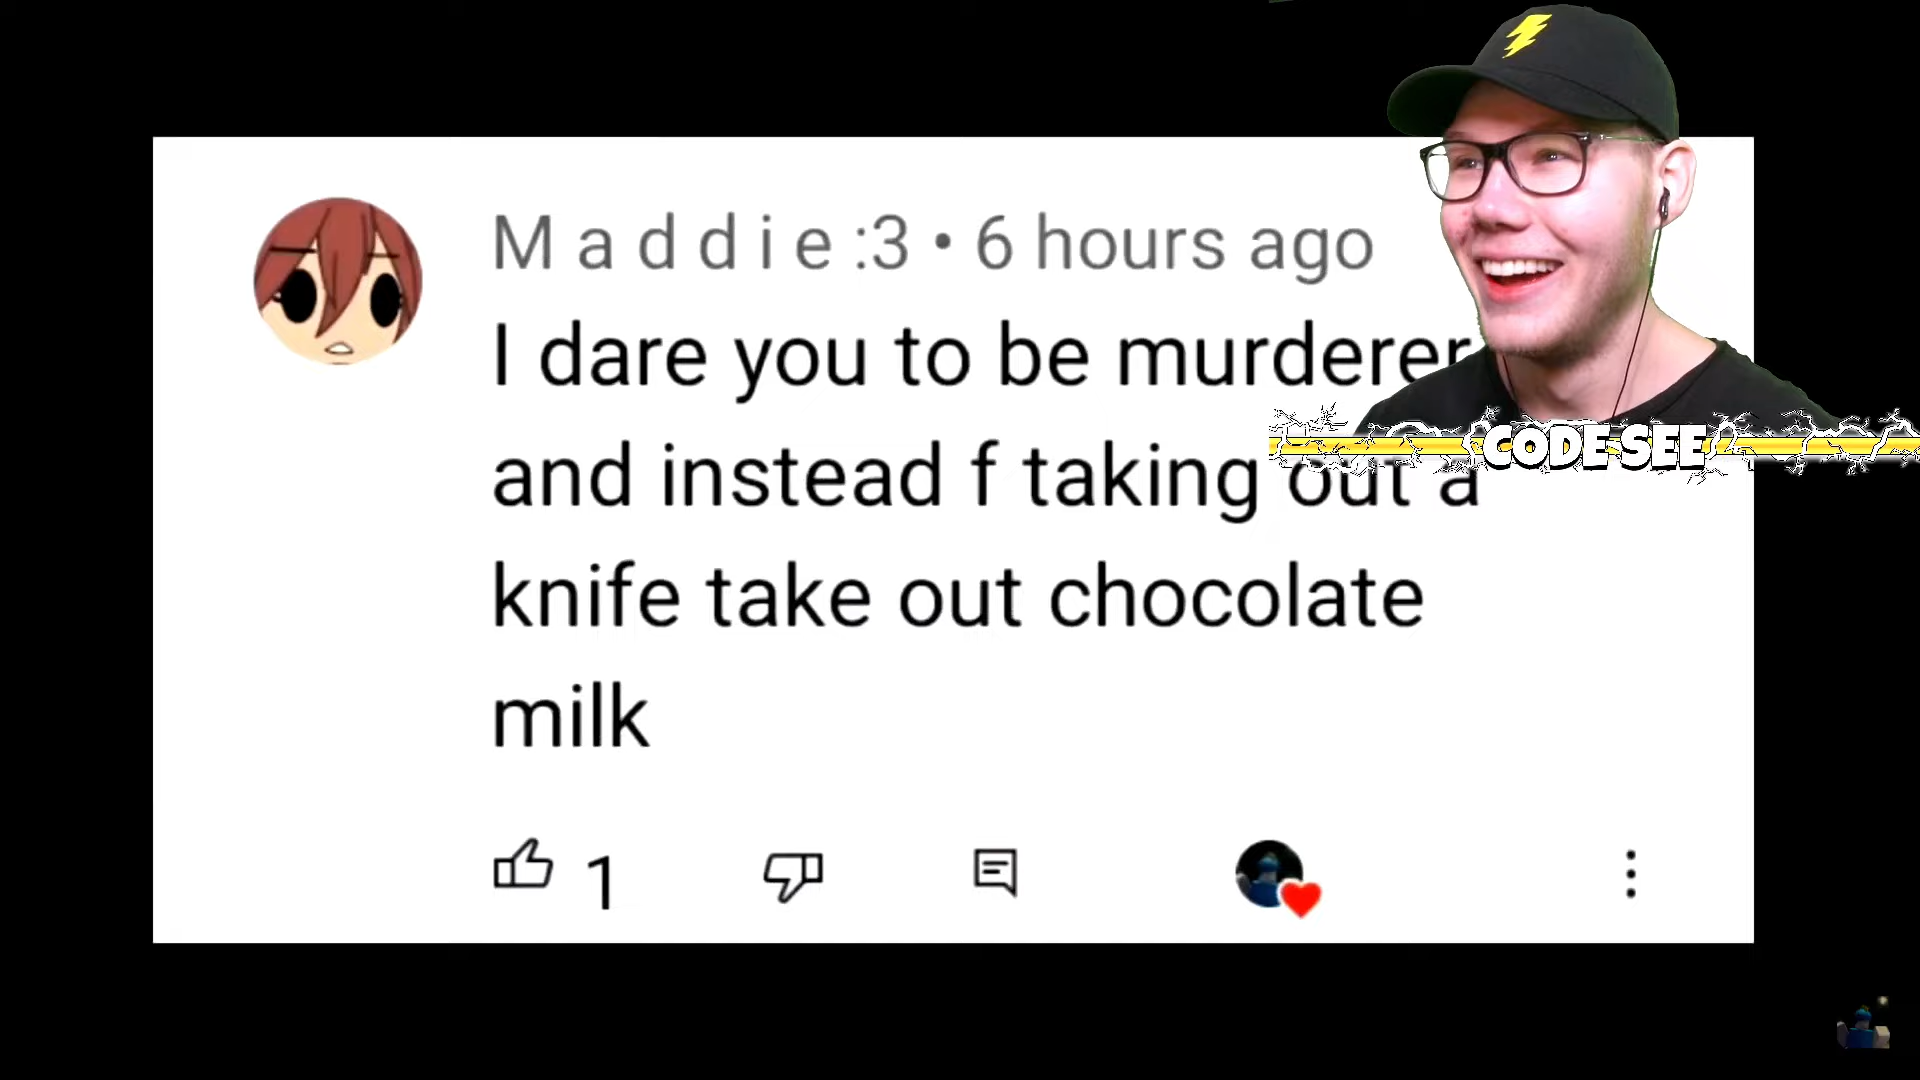 M a d d i e :3 • 6 hours ago
I dare you to be murderer
and instead f taking out a
knife take out chocolate
milk
1
CODE SEE